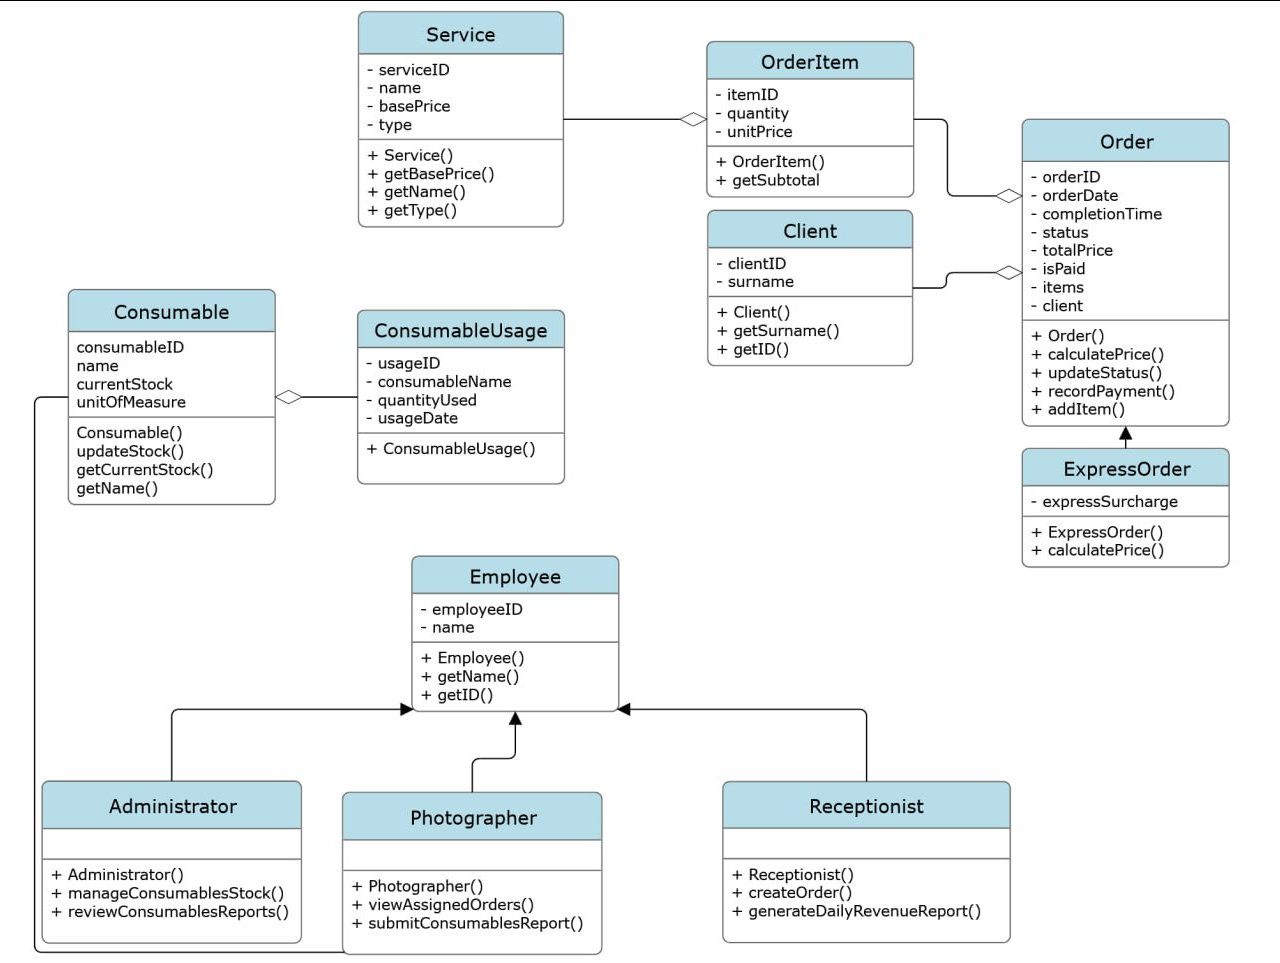 Service
- serviceID
- name
- basePrice
- type
+ Service()
+ getBasePrice()
+ getName()
+ getType()
OrderItem
- itemID
- quantity
- unitPrice
+ OrderItem()
+ getSubtotal
Order
- orderID
- orderDate
- completionTime
- status
- totalPrice
- isPaid
- items
- client
+ Order()
+ calculatePrice()
+ updateStatus()
+ recordPayment()
+ addItem()
Client
- clientID
- surname
+ Client()
+ getSurname()
+ getID()
Consumable
consumableID
name
currentStock
unitOfMeasure
Consumable()
updateStock()
getCurrentStock()
getName()
ConsumableUsage
- usageID
- consumableName
- quantityUsed
- usageDate
+ ConsumableUsage()
ExpressOrder
- expressSurcharge
+ ExpressOrder()
+ calculatePrice()
Employee
- employeeID
- name
+ Employee()
+ getName()
+ getID()
Administrator
+ Administrator()
+ manageConsumablesStock()
+ reviewConsumablesReports()
Photographer
+ Photographer()
+ viewAssignedOrders()
+ submitConsumablesReport()
Receptionist
+ Receptionist()
+ createOrder()
+ generateDailyRevenueReport()